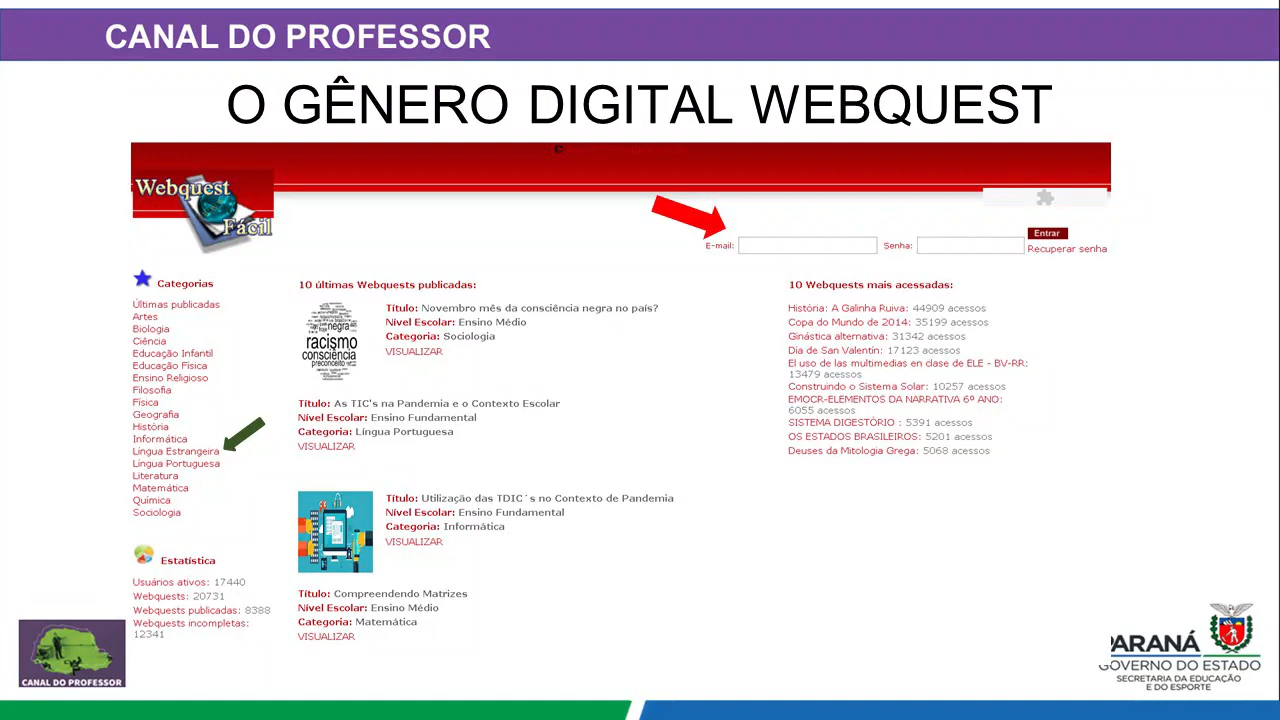 CANAL DO PROFESSOR
O GÊNERO DIGITAL WEBQUEST
Webquest
Fácil
E-mail:
Senha:
Entrar
Recuperar senha
Categorias
Últimas publicadas
Artes
Biologia
Ciência
Educação Infantil
Educação Física
Ensino Religioso
Filosofia
Física
Geografia
História
Informática
Língua Estrangeira
Língua Portuguesa
Literatura
Matemática
Química
Sociologia
Estatística
Usuários ativos: 17440
Webquests: 20731
Webquests publicadas: 8388
Webquests incompletas:
12341
10 últimas Webquests publicadas:
negra
racismo
consciência
preconceito
Título: Novembro mês da consciência negra no país?
Nível Escolar: Ensino Médio
Categoria: Sociologia
VISUALIZAR
Título: As TIC's na Pandemia e o Contexto Escolar
Nível Escolar: Ensino Fundamental
Categoria: Língua Portuguesa
VISUALIZAR
Título: Utilização das TDIC´s no Contexto de Pandemia
Nível Escolar: Ensino Fundamental
Categoria: Informática
VISUALIZAR
Título: Compreendendo Matrizes
Nível Escolar: Ensino Médio
Categoria: Matemática
VISUALIZAR
10 Webquests mais acessadas:
História: A Galinha Ruiva: 44909 acessos
Copa do Mundo de 2014: 35199 acessos
Ginástica alternativa: 31342 acessos
Día de San Valentín: 17123 acessos
El uso de las multimedias en clase de ELE - BV-RR:
13479 acessos
Construindo o Sistema Solar: 10257 acessos
EMOCR-ELEMENTOS DA NARRATIVA 6º ANO:
6055 acessos
SISTEMA DIGESTÓRIO : 5391 acessos
OS ESTADOS BRASILEIROS: 5201 acessos
Deuses da Mitologia Grega: 5068 acessos
CANAL DO PROFESSOR
PARANÁ
GOVERNO DO ESTADO
SECRETARIA DA EDUCAÇÃO
E DO ESPORTE